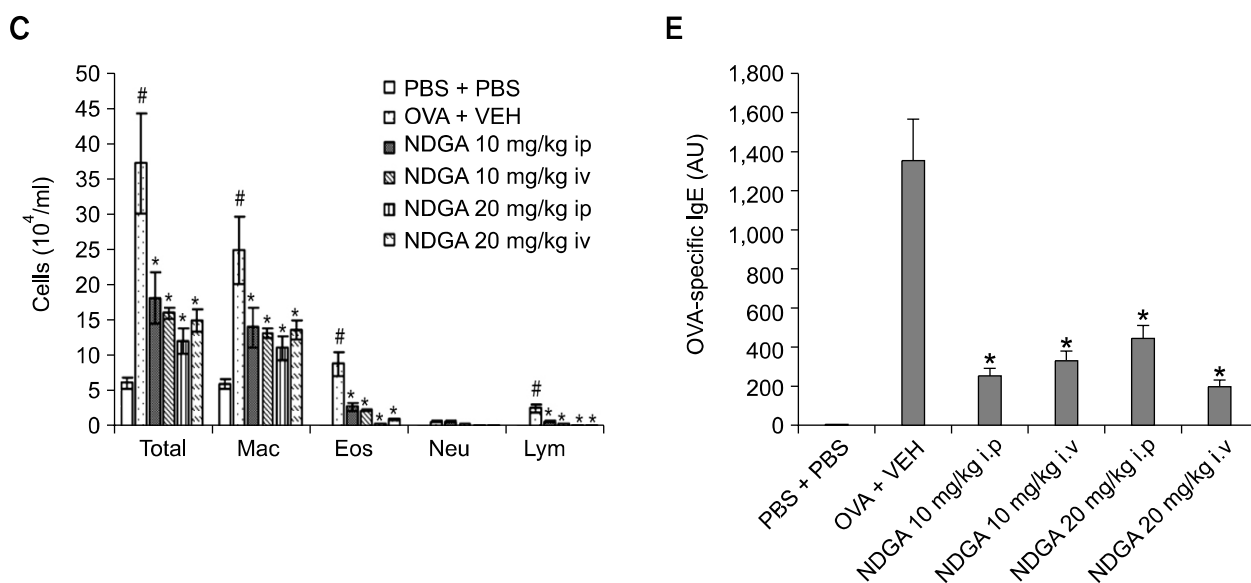 C
50
45
40
35
30
25
20
15
10
5
0
Cells (10⁴/ml)
#
*
*
*
*
#
*
*
*
*
#
*
*
*
*
#
*
*
*
*
PBS + PBS
OVA + VEH
NDGA 10 mg/kg ip
NDGA 10 mg/kg iv
NDGA 20 mg/kg ip
NDGA 20 mg/kg iv
Total Mac Eos Neu Lym
E
1,800
1,600
1,400
1,200
1,000
800
600
400
200
0
OVA-specific IgE (AU)
*
*
*
*
PBS + PBS
OVA + VEH
NDGA 10 mg/kg i.p
NDGA 10 mg/kg i.v
NDGA 20 mg/kg i.p
NDGA 20 mg/kg i.v